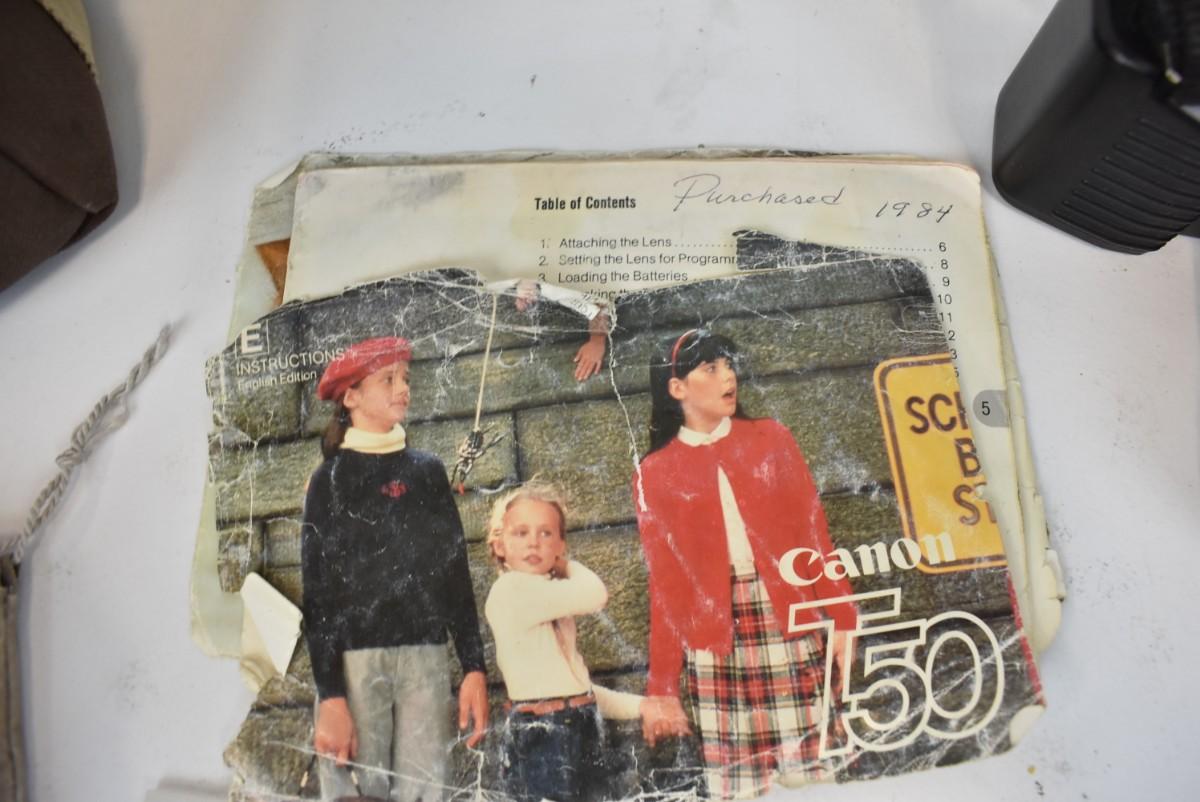 Table of Contents
Purchased 1984
1. Attaching the Lens .......... 6
2. Setting the Lens for 8
3. Loading the Batteries 9
10
11
E
INSTRUCTIONS
English Edition
5
Canon
T50